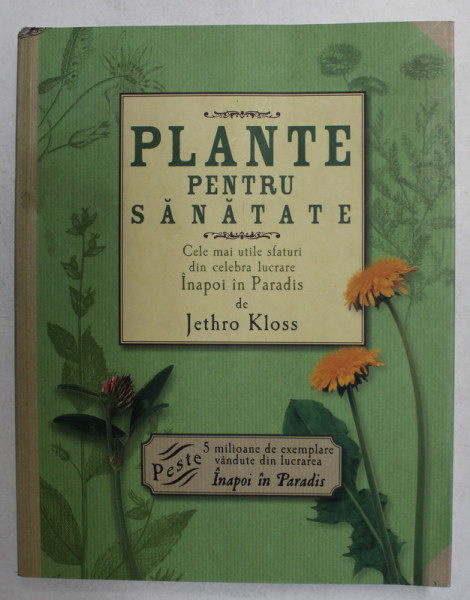 PLANTE
PENTRU
SĂNĂTATE
Cele mai utile sfaturi
din celebra lucrare
Înapoi în Paradis
de
Jethro Kloss
Peste
5 milioane de exemplare
vândute din lucrarea
Înapoi în Paradis